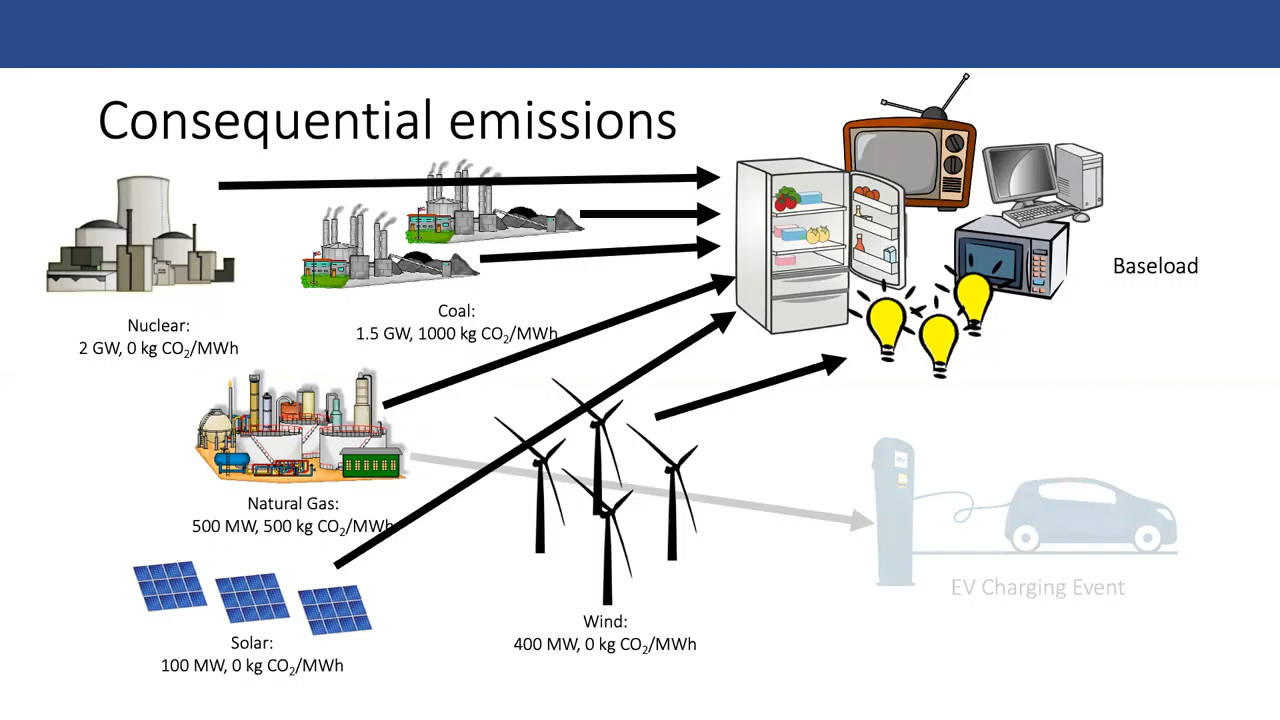 Consequential emissions
Baseload
Coal:
1.5 GW, 1000 kg CO₂/MWh
Nuclear:
2 GW, 0 kg CO₂/MWh
Natural Gas:
500 MW, 500 kg CO₂/MWh
EV Charging Event
Wind:
400 MW, 0 kg CO₂/MWh
Solar:
100 MW, 0 kg CO₂/MWh